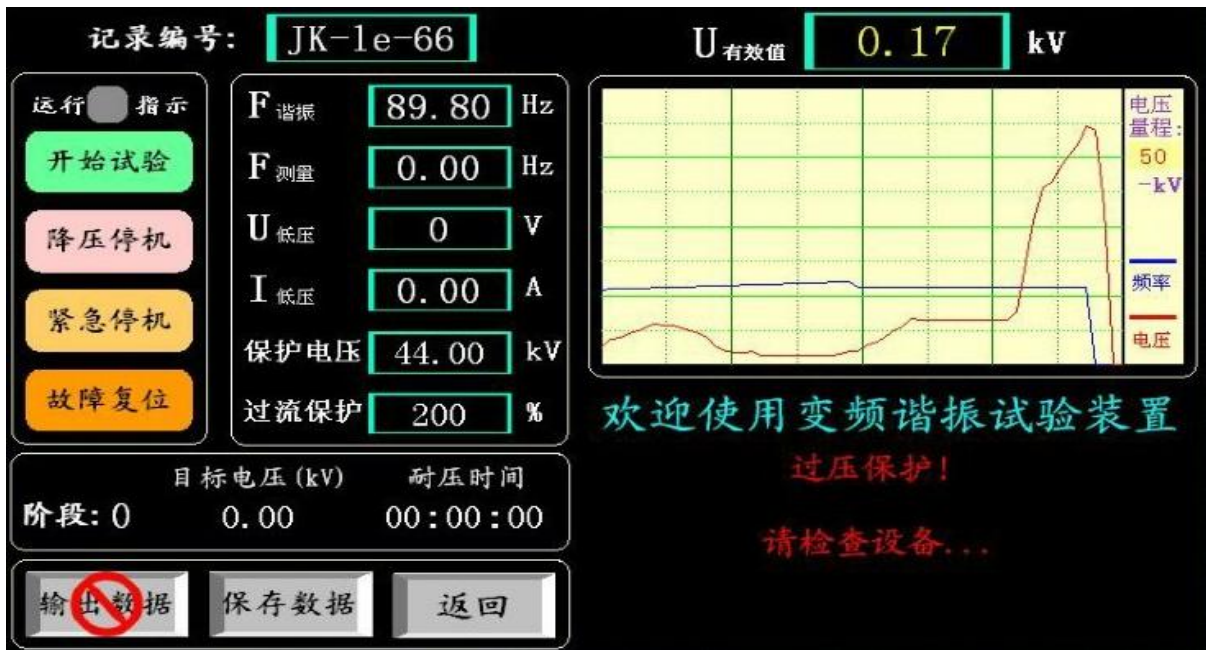 记录编号: JK-1e-66
U有效值 0.17 kV
运行 指示
开始试验
降压停机
紧急停机
故障复位
F谐振 89.80 Hz
F测量 0.00 Hz
U低压 0 V
I低压 0.00 A
保护电压 44.00 kV
过流保护 200 %
电压
量程:
50
-kV
频率
电压
欢迎使用变频谐振试验装置
过压保护!
请检查设备...
目标电压(kV) 耐压时间
阶段: 0 0.00 00:00:00
输出数据 保存数据 返回